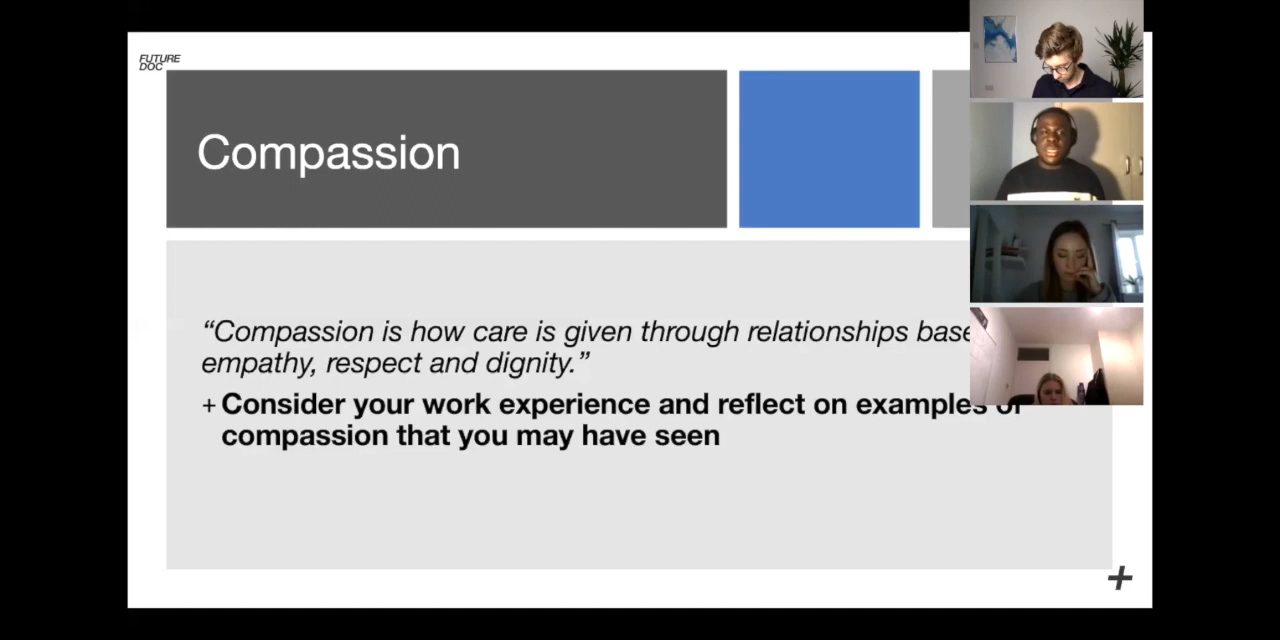 FUTURE
DOC
Compassion
“Compassion is how care is given through relationships base
empathy, respect and dignity.”
+ Consider your work experience and reflect on examples of
compassion that you may have seen